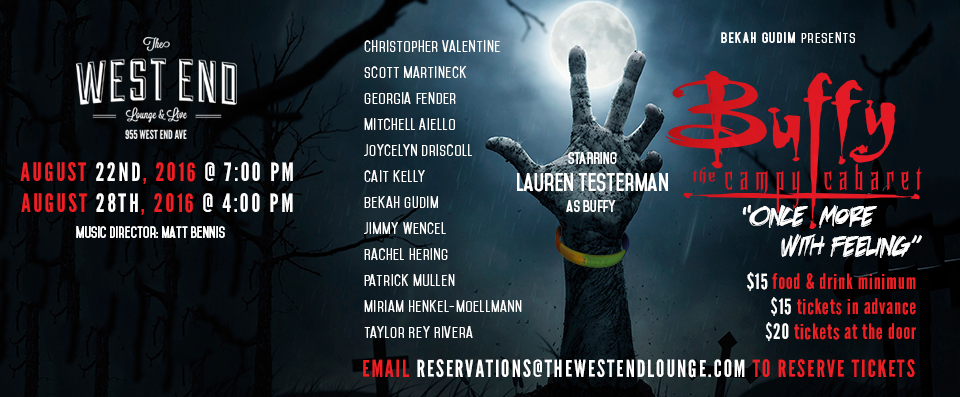 The
WEST END
Lounge & Live
955 WEST END AVE
AUGUST 22ND, 2016 @ 7:00 PM
AUGUST 28TH, 2016 @ 4:00 PM
MUSIC DIRECTOR: MATT BENNIS
CHRISTOPHER VALENTINE
SCOTT MARTINECK
GEORGIA FENDER
MITCHELL AIELLO
JOYCELYN DRISCOLL
CAIT KELLY
BEKAH GUDIM
JIMMY WENCEL
RACHEL HERING
PATRICK MULLEN
MIRIAM HENKEL-MOELLMANN
TAYLOR REY RIVERA
STARRING
LAUREN TESTERMAN
AS BUFFY
BEKAH GUDIM PRESENTS
Buffy
the campy cabaret
"ONCE MORE
WITH FEELING"
$15 food & drink minimum
$15 tickets in advance
$20 tickets at the door
EMAIL RESERVATIONS@THEWESTENDLOUNGE.COM TO RESERVE TICKETS